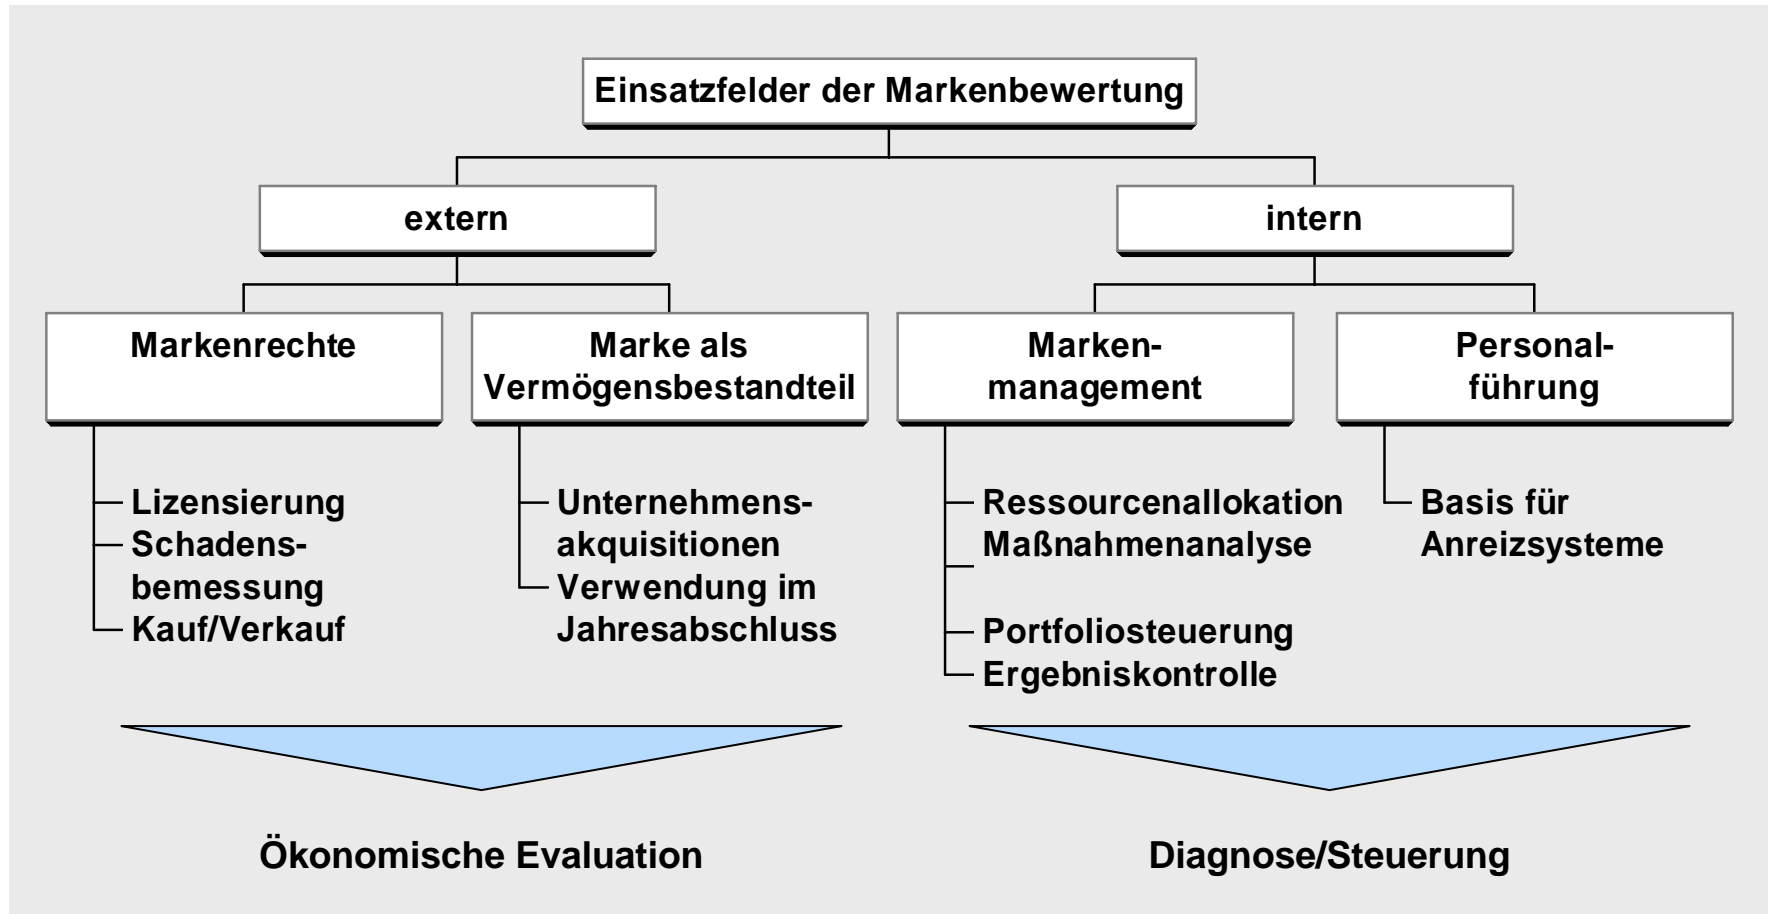 Einsatzfelder der Markenbewertung
extern
intern
Markenrechte
Marke als
Vermögensbestandteil
Marken-
management
Personal-
führung
Lizensierung
Schadens-
bemessung
Kauf/Verkauf
Unternehmens-
akquisitionen
Verwendung im
Jahresabschluss
Ressourcenallokation
Maßnahmenanalyse
Portfoliosteuerung
Ergebniskontrolle
Basis für
Anreizsysteme
Ökonomische Evaluation
Diagnose/Steuerung